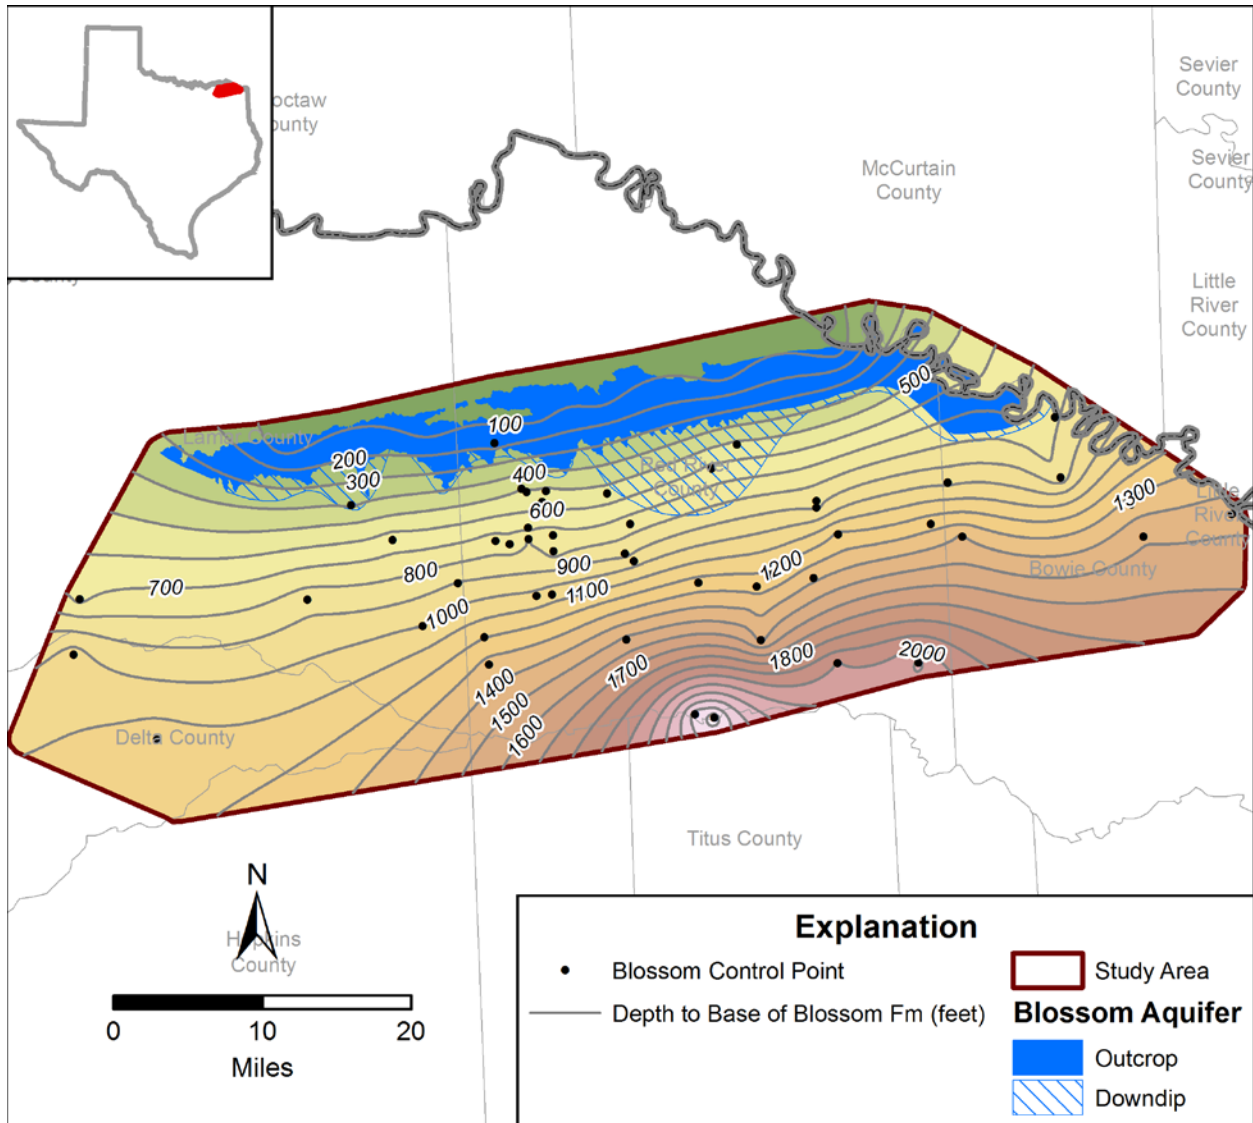 Sevier
County
octaw
ounty
McCurtain
County
Sevier
County
Little
River
County
500
Lamar County
100
200
300
400
Red River
County
600
1300
Little
River
County
900
1200
Bowie County
800
700
1100
1000
2000
1800
1700
1400
1500
1600
Delta County
Titus County
N
Hopkins
County
0 10 20
Miles
Explanation
Blossom Control Point
Study Area
Depth to Base of Blossom Fm (feet)
Blossom Aquifer
Outcrop
Downdip